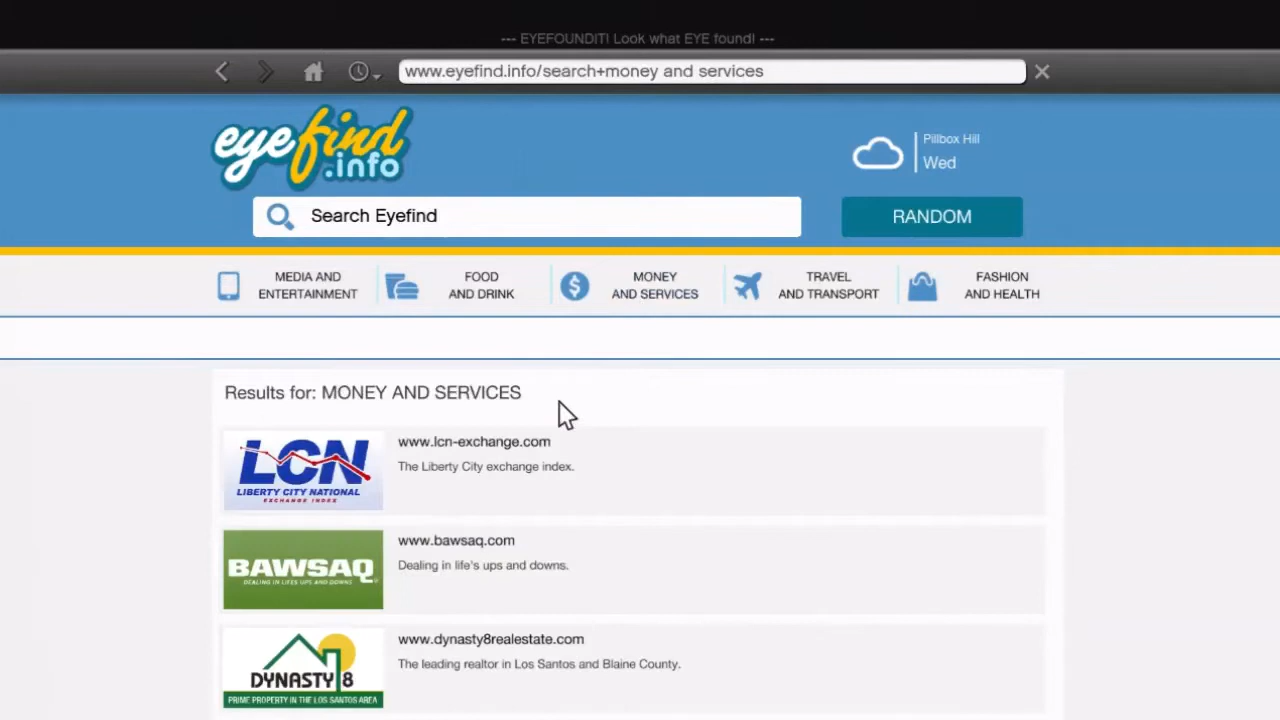 --- EYEFOUNDIT! Look what EYE found! ---
www.eyefind.info/search+money and services
eyefind
.info
Pillbox Hill
Wed
Search Eyefind
RANDOM
MEDIA AND
ENTERTAINMENT
FOOD
AND DRINK
MONEY
AND SERVICES
TRAVEL
AND TRANSPORT
FASHION
AND HEALTH
Results for: MONEY AND SERVICES
LCN
LIBERTY CITY NATIONAL
EXCHANGE INDEX
www.lcn-exchange.com
The Liberty City exchange index.
BAWSAQ
DEALING IN LIFE'S UPS AND DOWNS
www.bawsaq.com
Dealing in life's ups and downs.
DYNASTY 8
PRIME PROPERTY IN THE LOS SANTOS AREA
www.dynasty8realestate.com
The leading realtor in Los Santos and Blaine County.